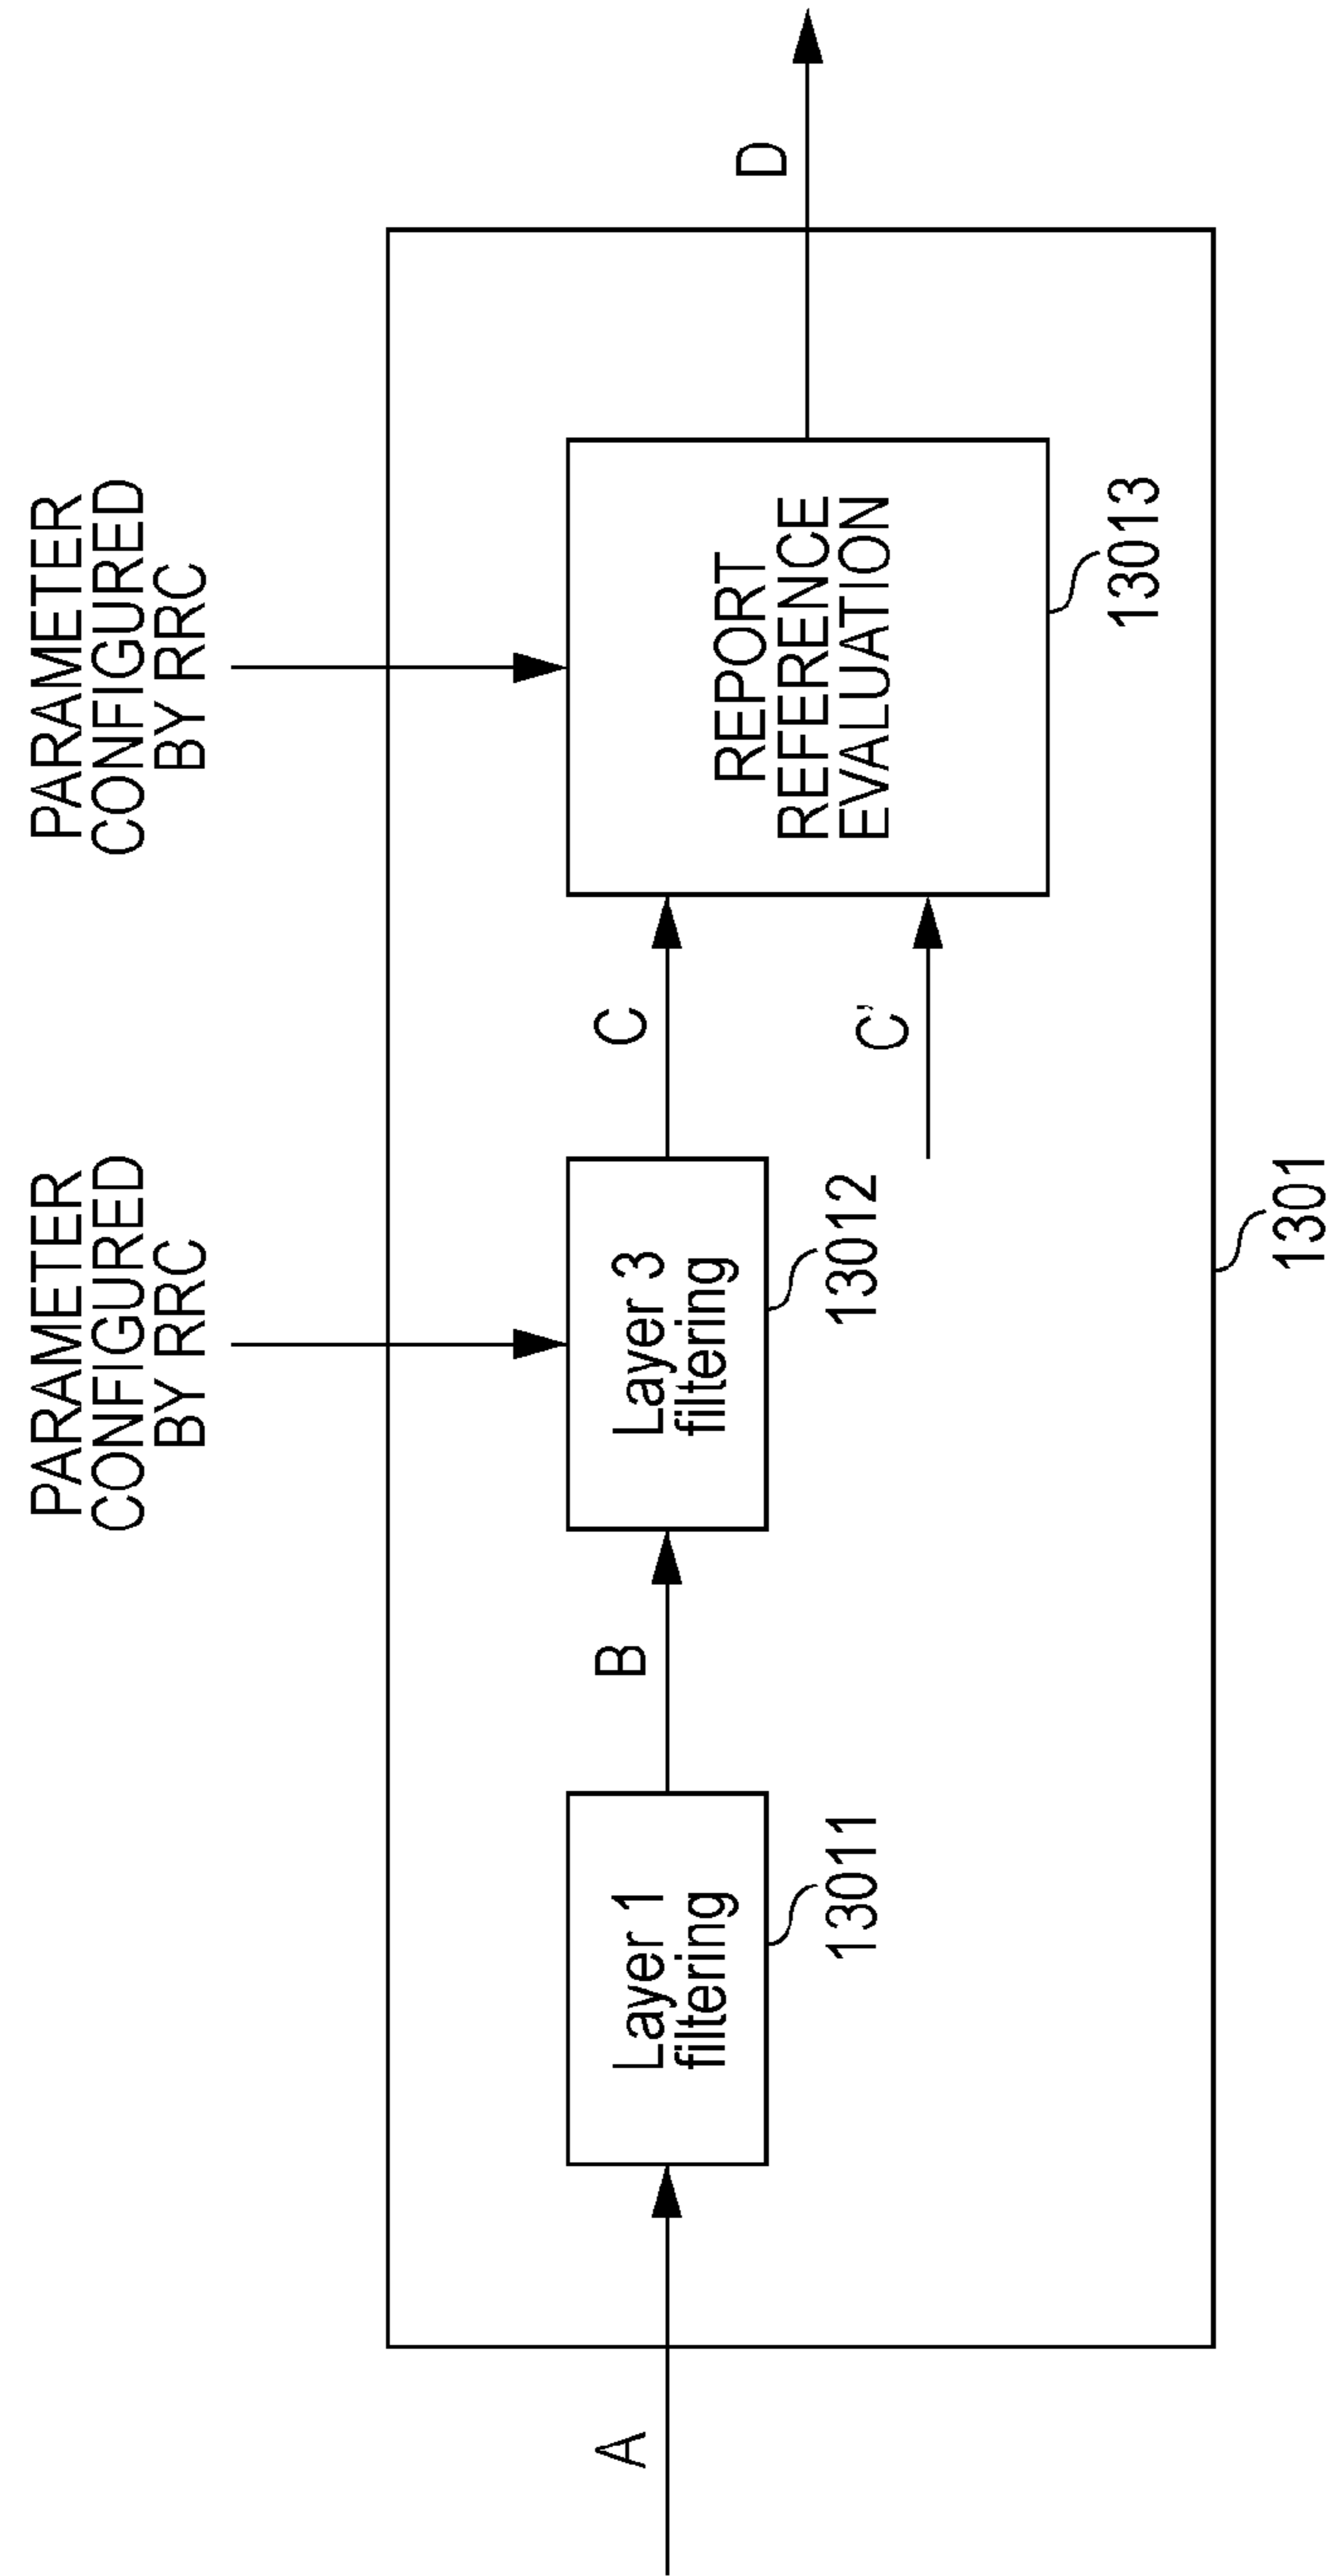 PARAMETER
CONFIGURED
BY RRC
PARAMETER
CONFIGURED
BY RRC
A
Layer 1
filtering
13011
B
Layer 3
filtering
13012
C
C'
REPORT
REFERENCE
EVALUATION
13013
D
1301